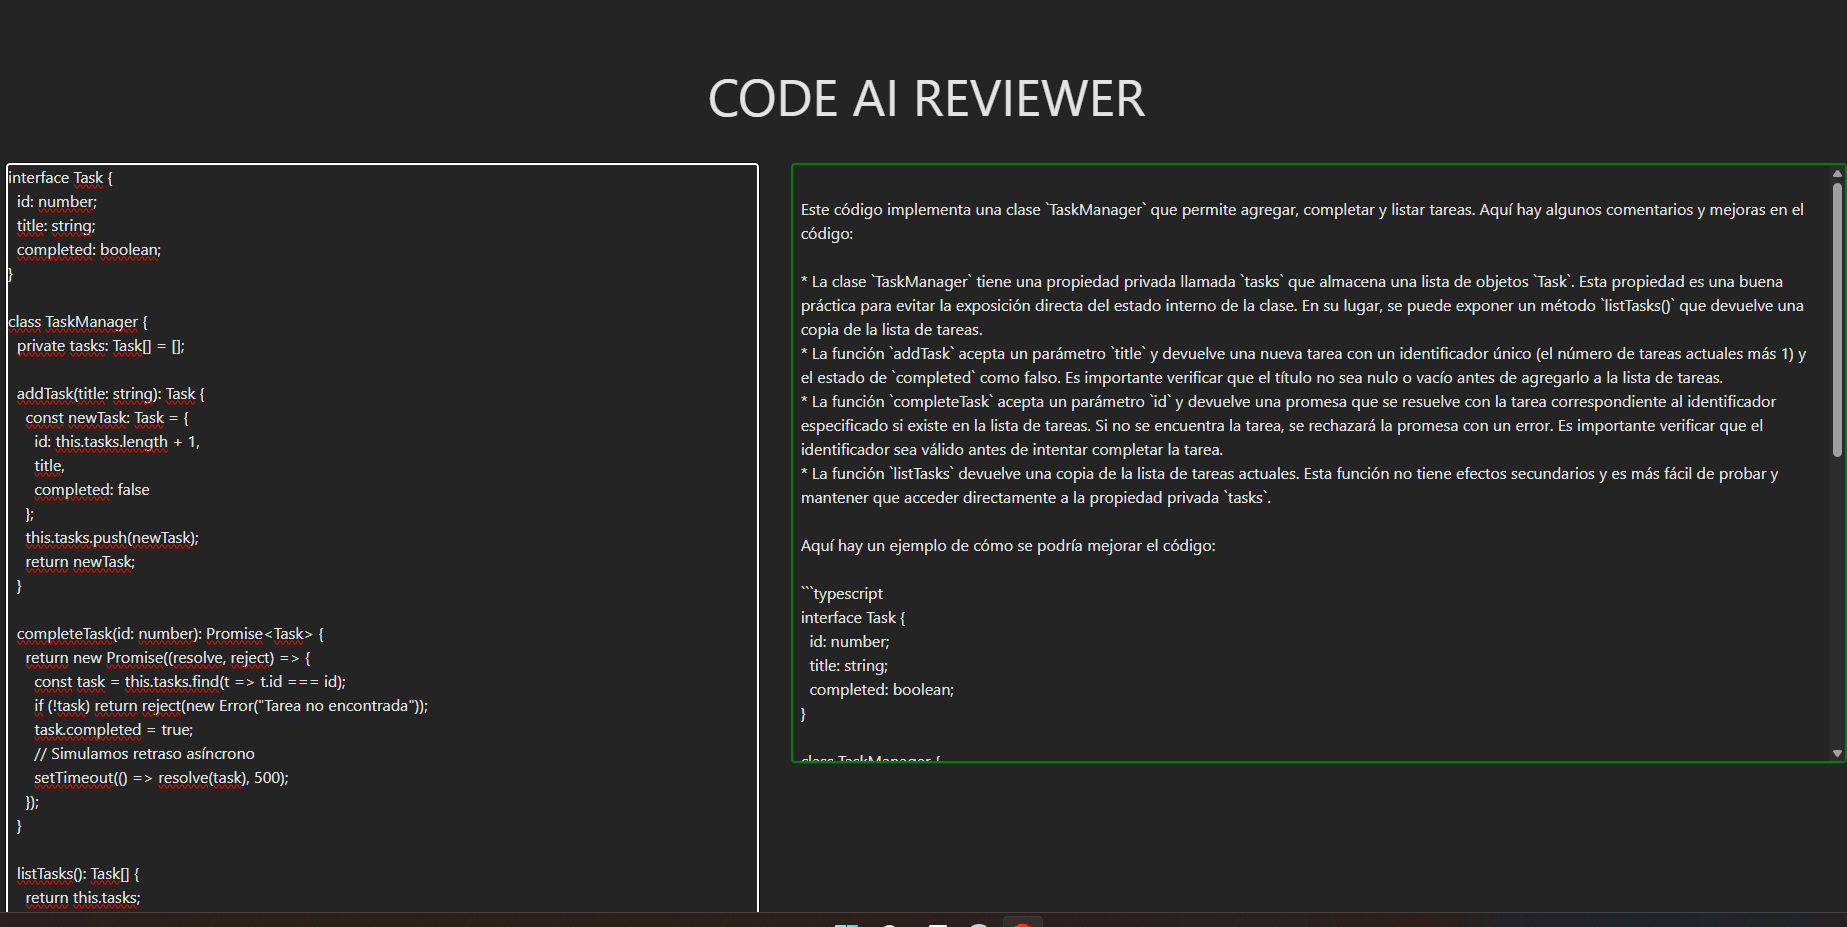 CODE AI REVIEWER
interface Task {
id: number;
title: string;
completed: boolean;
}
class TaskManager {
private tasks: Task[] = [];
addTask(title: string): Task {
const newTask: Task = {
id: this.tasks.length + 1,
title,
completed: false
};
this.tasks.push(newTask);
return newTask;
}
completeTask(id: number): Promise<Task> {
return new Promise((resolve, reject) => {
const task = this.tasks.find(t => t.id === id);
if (!task) return reject(new Error("Tarea no encontrada"));
task.completed = true;
// Simulamos retraso asíncrono
setTimeout(() => resolve(task), 500);
});
}
listTasks(): Task[] {
return this.tasks;
Este código implementa una clase `TaskManager` que permite agregar, completar y listar tareas. Aquí hay algunos comentarios y mejoras en el
código:
* La clase `TaskManager` tiene una propiedad privada llamada `tasks` que almacena una lista de objetos `Task`. Esta propiedad es una buena
práctica para evitar la exposición directa del estado interno de la clase. En su lugar, se puede exponer un método `listTasks()` que devuelve una
copia de la lista de tareas.
* La función `addTask` acepta un parámetro `title` y devuelve una nueva tarea con un identificador único (el número de tareas actuales más 1) y
el estado de `completed` como falso. Es importante verificar que el título no sea nulo o vacío antes de agregarlo a la lista de tareas.
* La función `completeTask` acepta un parámetro `id` y devuelve una promesa que se resuelve con la tarea correspondiente al identificador
especificado si existe en la lista de tareas. Si no se encuentra la tarea, se rechazará la promesa con un error. Es importante verificar que el
identificador sea válido antes de intentar completar la tarea.
* La función `listTasks` devuelve una copia de la lista de tareas actuales. Esta función no tiene efectos secundarios y es más fácil de probar y
mantener que acceder directamente a la propiedad privada `tasks`.
Aquí hay un ejemplo de cómo se podría mejorar el código:
```typescript
interface Task {
id: number;
title: string;
completed: boolean;
}
class TaskManager {